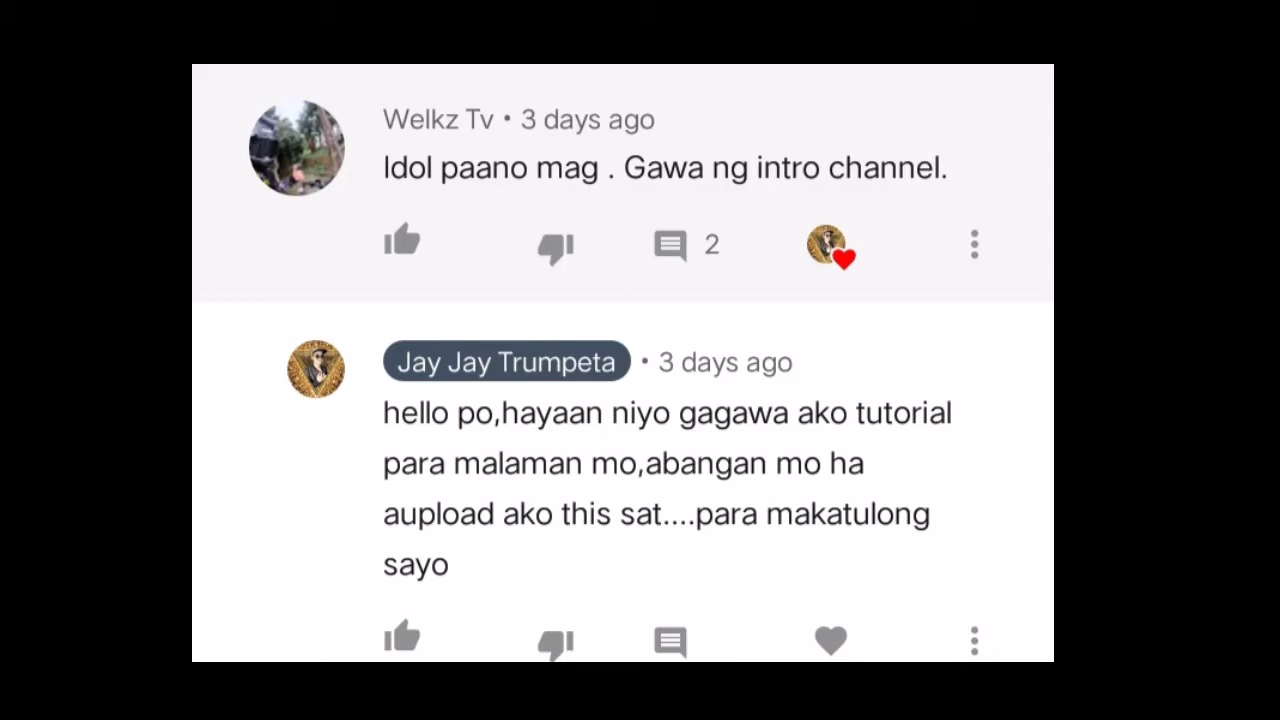 Welkz Tv • 3 days ago
Idol paano mag . Gawa ng intro channel.
2
Jay Jay Trumpeta • 3 days ago
hello po,hayaan niyo gagawa ako tutorial
para malaman mo,abangan mo ha
aupload ako this sat....para makatulong
sayo